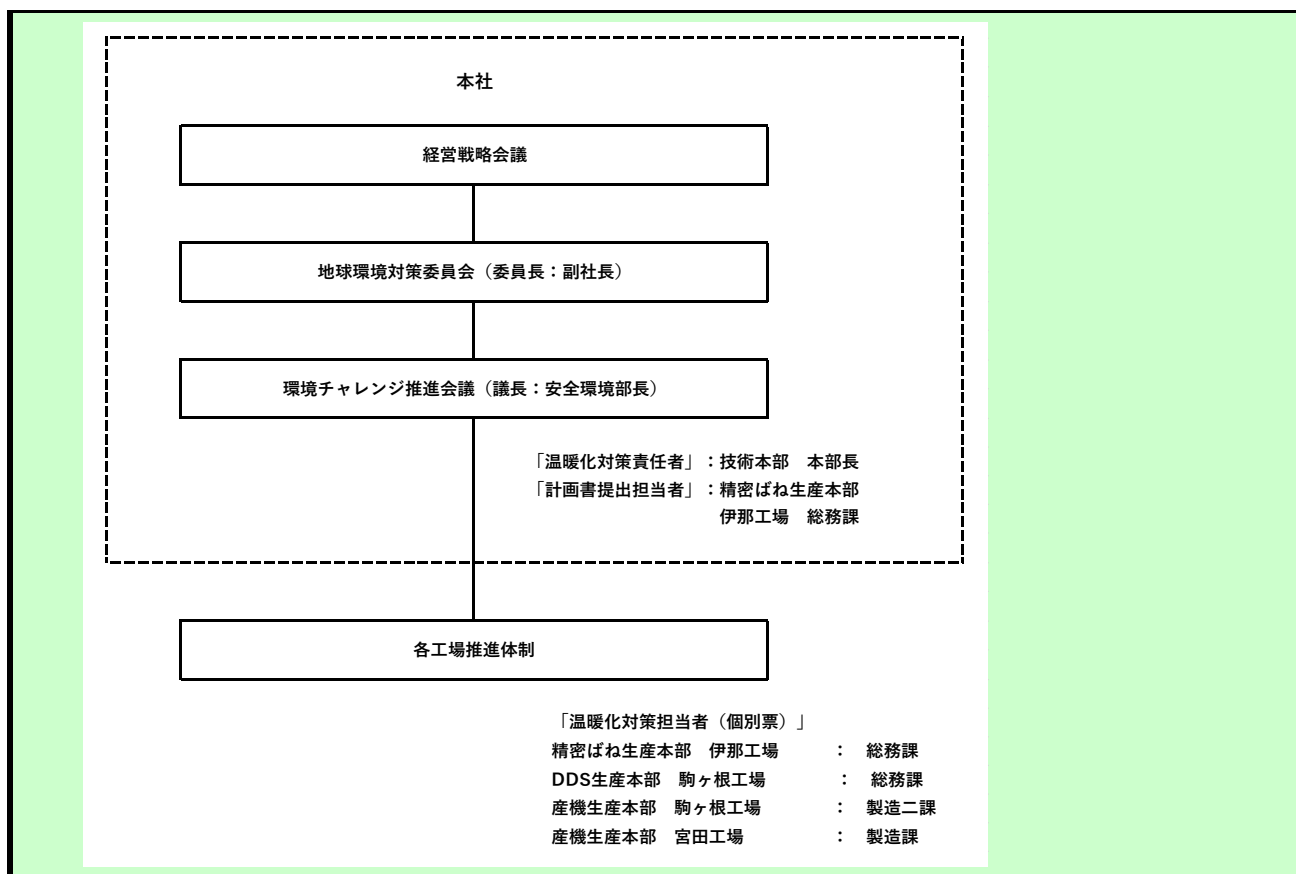 本社
経営戦略会議
地球環境対策委員会（委員長：副社長）
環境チャレンジ推進会議（議長：安全環境部長）
「温暖化対策責任者」：技術本部　本部長
「計画書提出担当者」：精密ばね生産本部
伊那工場　総務課
各工場推進体制
「温暖化対策担当者（個別票）」
精密ばね生産本部　伊那工場　：　総務課
DDS生産本部　駒ヶ根工場　：　総務課
産機生産本部　駒ヶ根工場　：　製造二課
産機生産本部　宮田工場　：　製造課